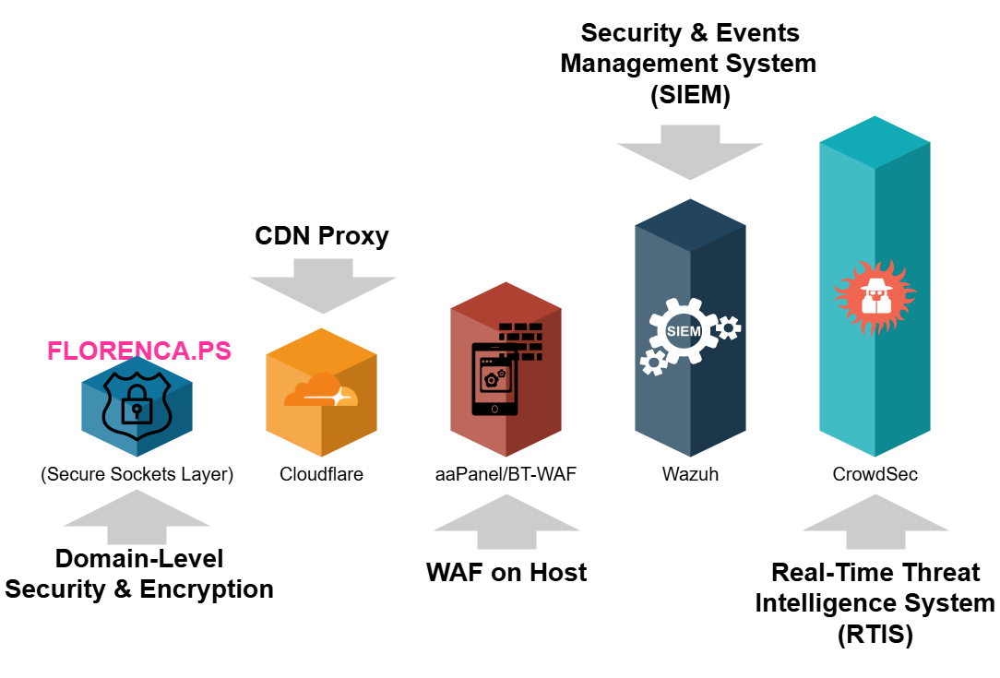 Security & Events
Management System
(SIEM)
CDN Proxy
FLORENCA.PS
SIEM
(Secure Sockets Layer)
Cloudflare
aaPanel/BT-WAF
Wazuh
CrowdSec
Domain-Level
Security & Encryption
WAF on Host
Real-Time Threat
Intelligence System
(RTIS)